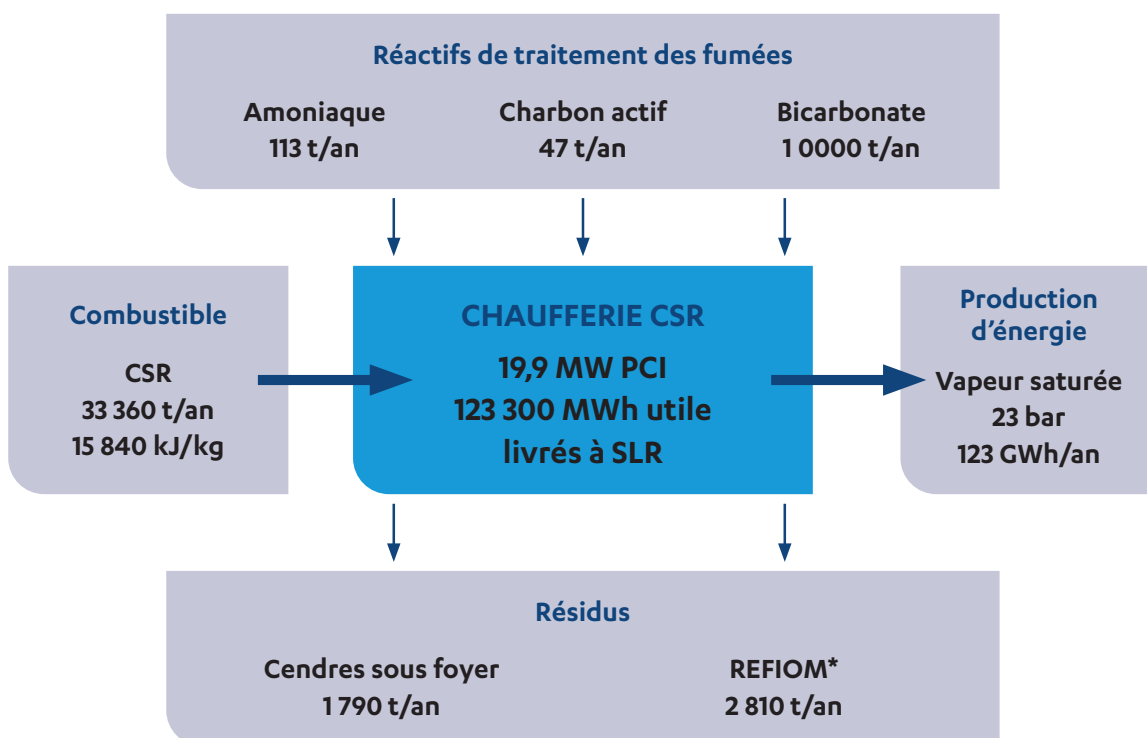 Réactifs de traitement des fumées
Amoniaque
113 t/an
Charbon actif
47 t/an
Bicarbonate
1 0000 t/an
Combustible
CSR
33 360 t/an
15 840 kJ/kg
CHAUFFERIE CSR
19,9 MW PCI
123 300 MWh utile
livrés à SLR
Production
d’énergie
Vapeur saturée
23 bar
123 GWh/an
Résidus
Cendres sous foyer
1 790 t/an
REFIOM*
2 810 t/an